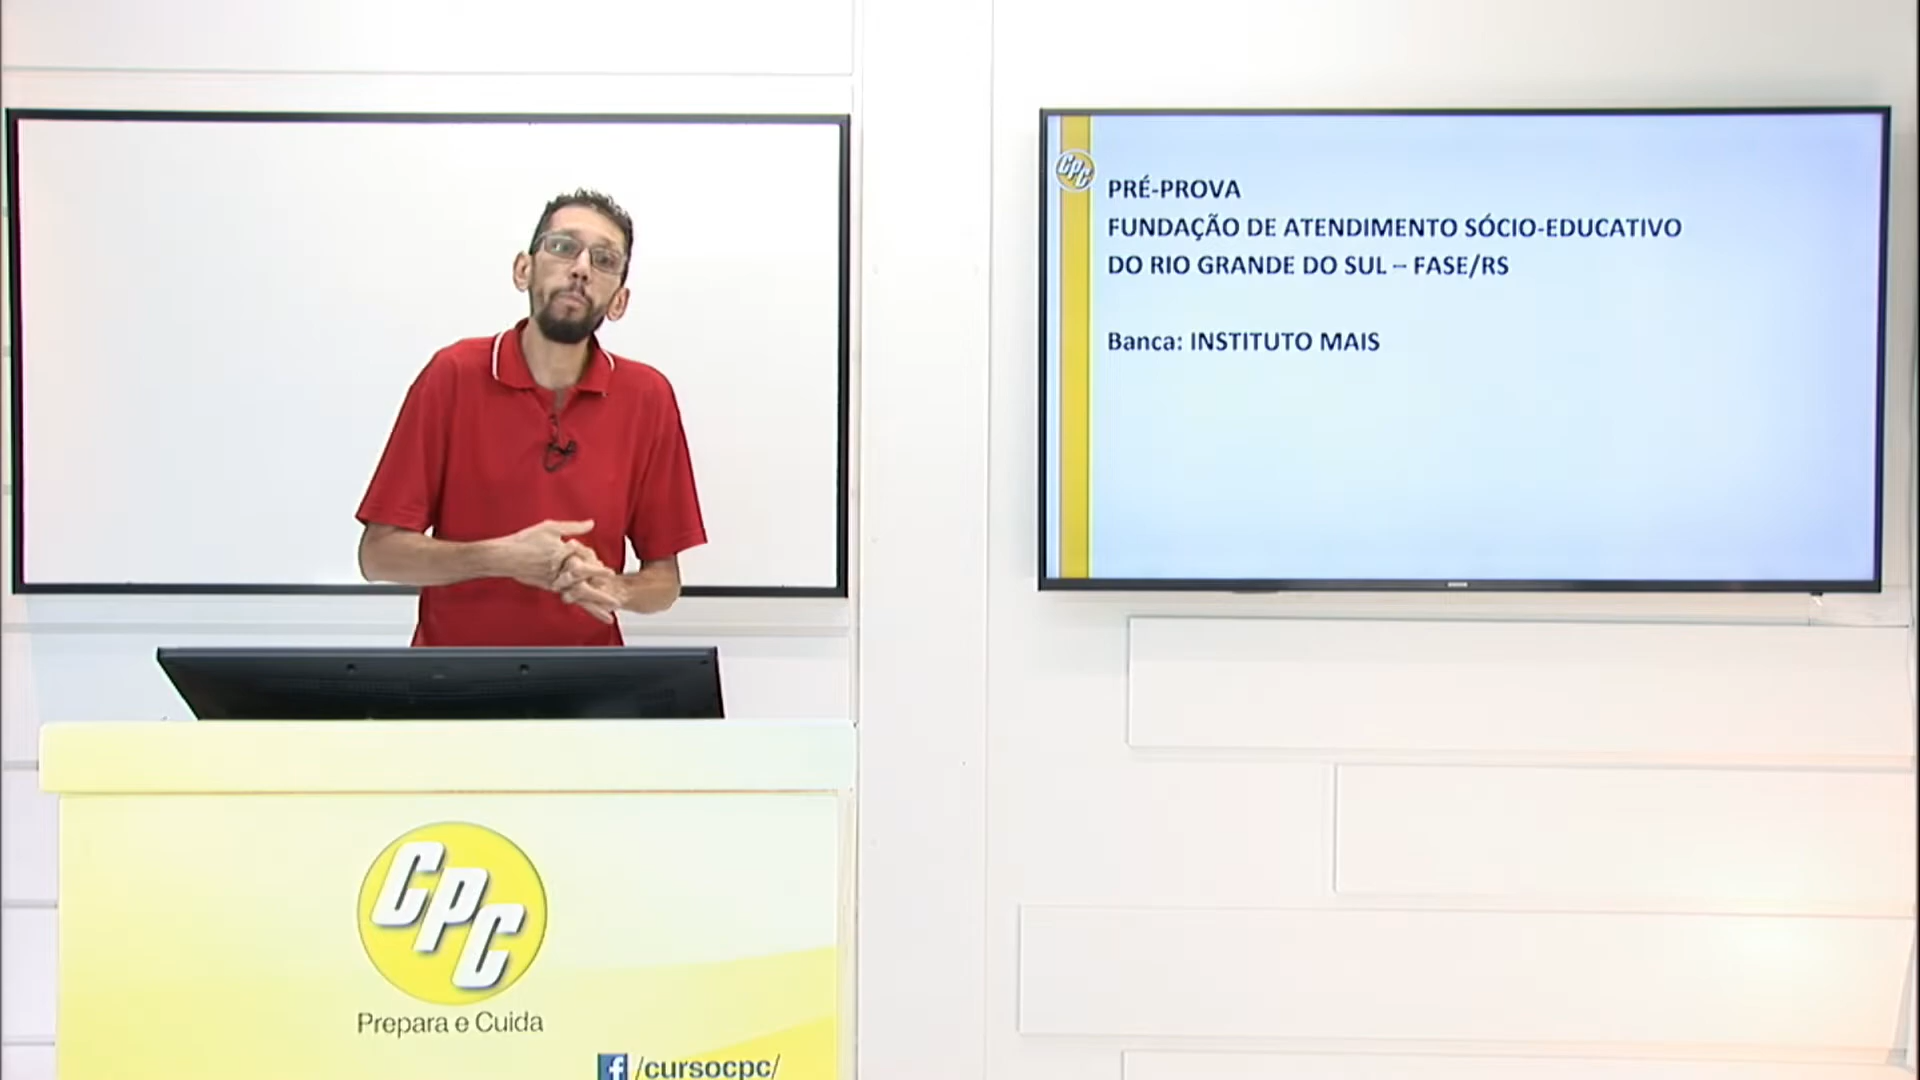 CPC
PRÉ-PROVA
FUNDAÇÃO DE ATENDIMENTO SÓCIO-EDUCATIVO
DO RIO GRANDE DO SUL – FASE/RS
Banca: INSTITUTO MAIS
CPC
Prepara e Cuida
f /cursocpc/